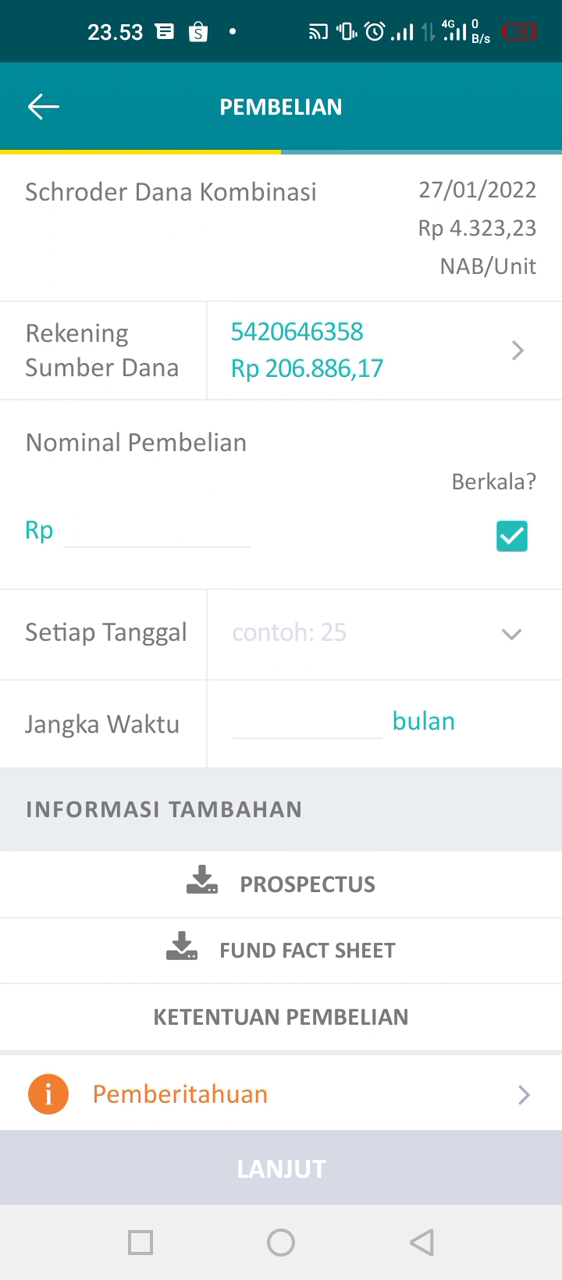 23.53
4G 0 B/s
PEMBELIAN
Schroder Dana Kombinasi
27/01/2022
Rp 4.323,23
NAB/Unit
Rekening
Sumber Dana
5420646358
Rp 206.886,17
Nominal Pembelian
Berkala?
Rp
Setiap Tanggal
contoh: 25
Jangka Waktu
bulan
INFORMASI TAMBAHAN
PROSPECTUS
FUND FACT SHEET
KETENTUAN PEMBELIAN
i Pemberitahuan
LANJUT